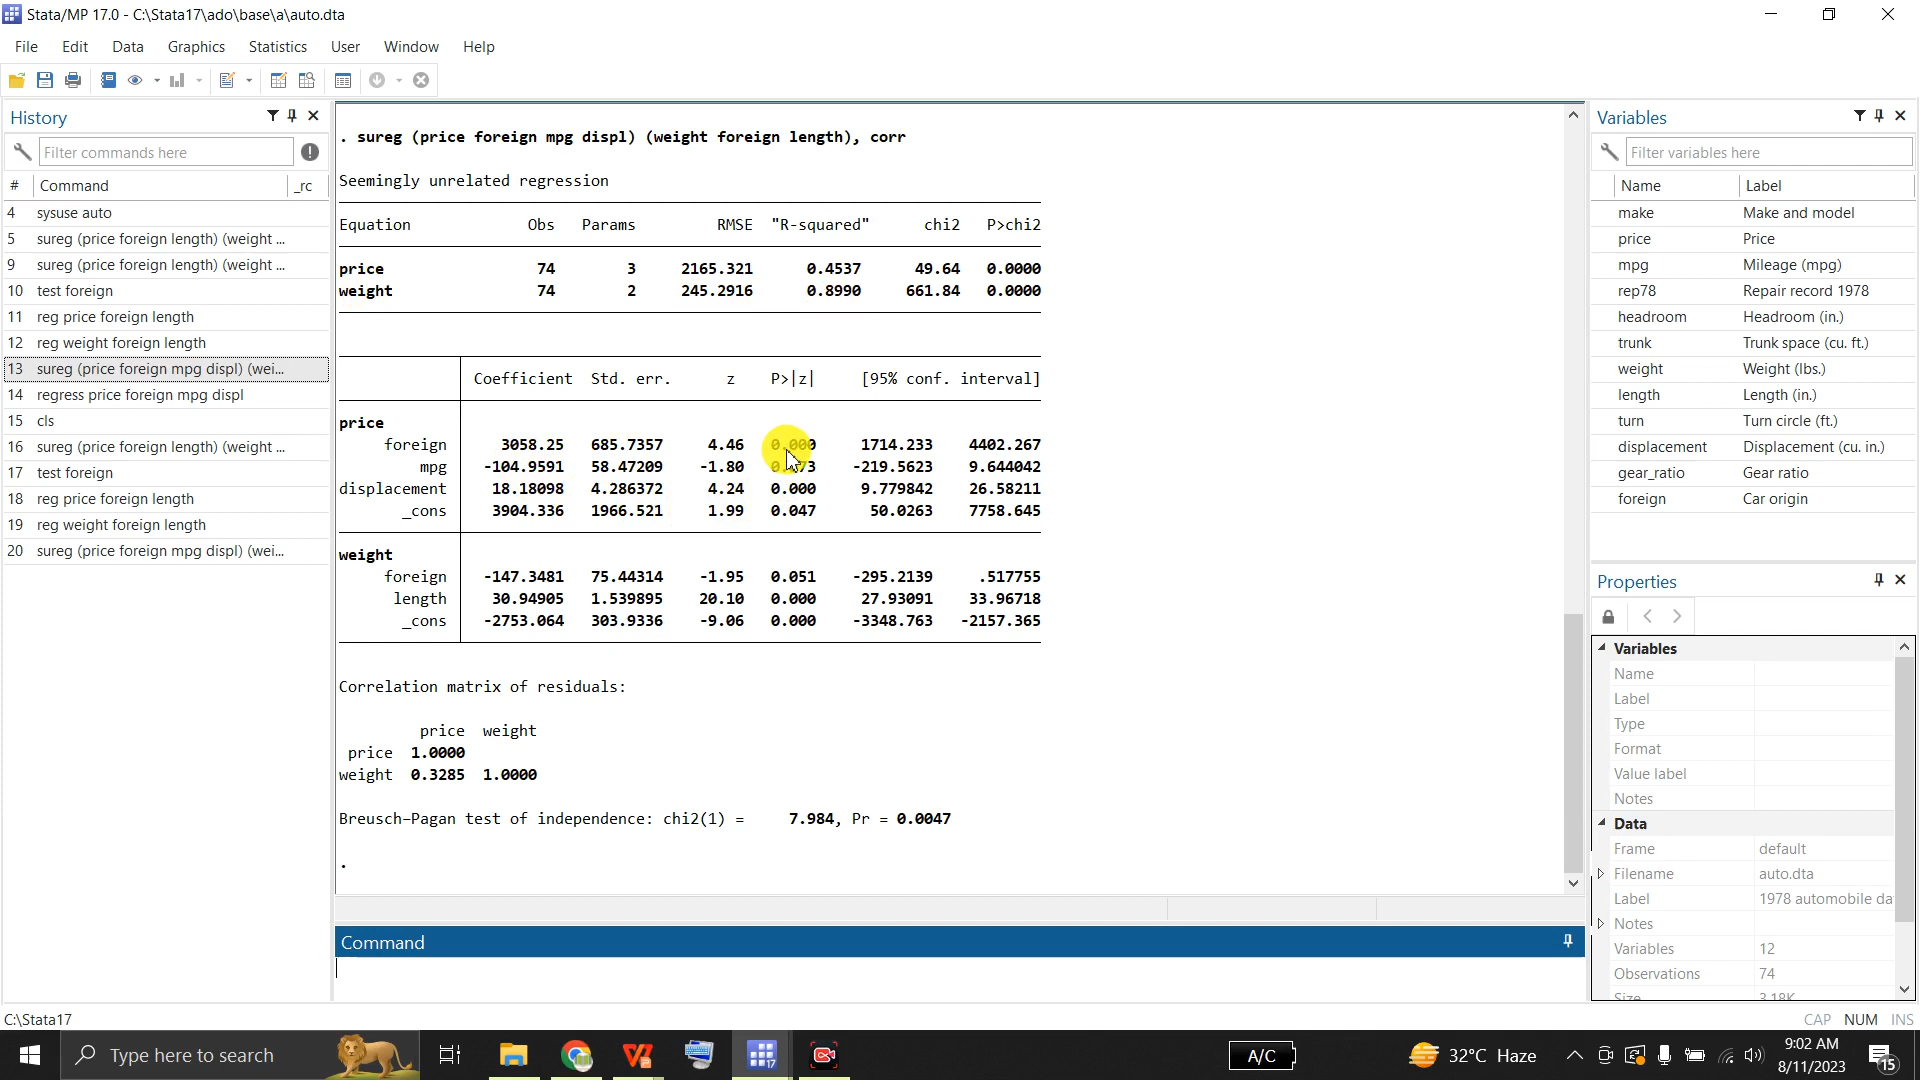 Stata/MP 17.0 - C:\Stata17\ado\base\a\auto.dta
File Edit Data Graphics Statistics User Window Help
History
Filter commands here
# Command _rc
4 sysuse auto
5 sureg (price foreign length) (weight ...
9 sureg (price foreign length) (weight ...
10 test foreign
11 reg price foreign length
12 reg weight foreign length
13 sureg (price foreign mpg displ) (wei...
14 regress price foreign mpg displ
15 cls
16 sureg (price foreign length) (weight ...
17 test foreign
18 reg price foreign length
19 reg weight foreign length
20 sureg (price foreign mpg displ) (wei...
. sureg (price foreign mpg displ) (weight foreign length), corr
Seemingly unrelated regression
Equation Obs Params RMSE "R-squared" chi2 P>chi2
price 74 3 2165.321 0.4537 49.64 0.0000
weight 74 2 245.2916 0.8990 661.84 0.0000
Coefficient Std. err. z P>|z| [95% conf. interval]
price
foreign 3058.25 685.7357 4.46 0.000 1714.233 4402.267
mpg -104.9591 58.47209 -1.80 -219.5623 9.644042
displacement 18.18098 4.286372 4.24 0.000 9.779842 26.58211
_cons 3904.336 1966.521 1.99 0.047 50.0263 7758.645
weight
foreign -147.3481 75.44314 -1.95 0.051 -295.2139 .517755
length 30.94905 1.539895 20.10 0.000 27.93091 33.96718
_cons -2753.064 303.9336 -9.06 0.000 -3348.763 -2157.365
Correlation matrix of residuals:
price weight
price 1.0000
weight 0.3285 1.0000
Breusch–Pagan test of independence: chi2(1) = 7.984, Pr = 0.0047
.
Command
Variables
Filter variables here
Name Label
make Make and model
price Price
mpg Mileage (mpg)
rep78 Repair record 1978
headroom Headroom (in.)
trunk Trunk space (cu. ft.)
weight Weight (lbs.)
length Length (in.)
turn Turn circle (ft.)
displacement Displacement (cu. in.)
gear_ratio Gear ratio
foreign Car origin
Properties
Variables
Name
Label
Type
Format
Value label
Notes
Data
Frame default
Filename auto.dta
Label 1978 automobile da
Notes
Variables 12
Observations 74
Size 3.18K
C:\Stata17
CAP NUM INS
Type here to search
A/C
32°C Haze
9:02 AM
8/11/2023
15